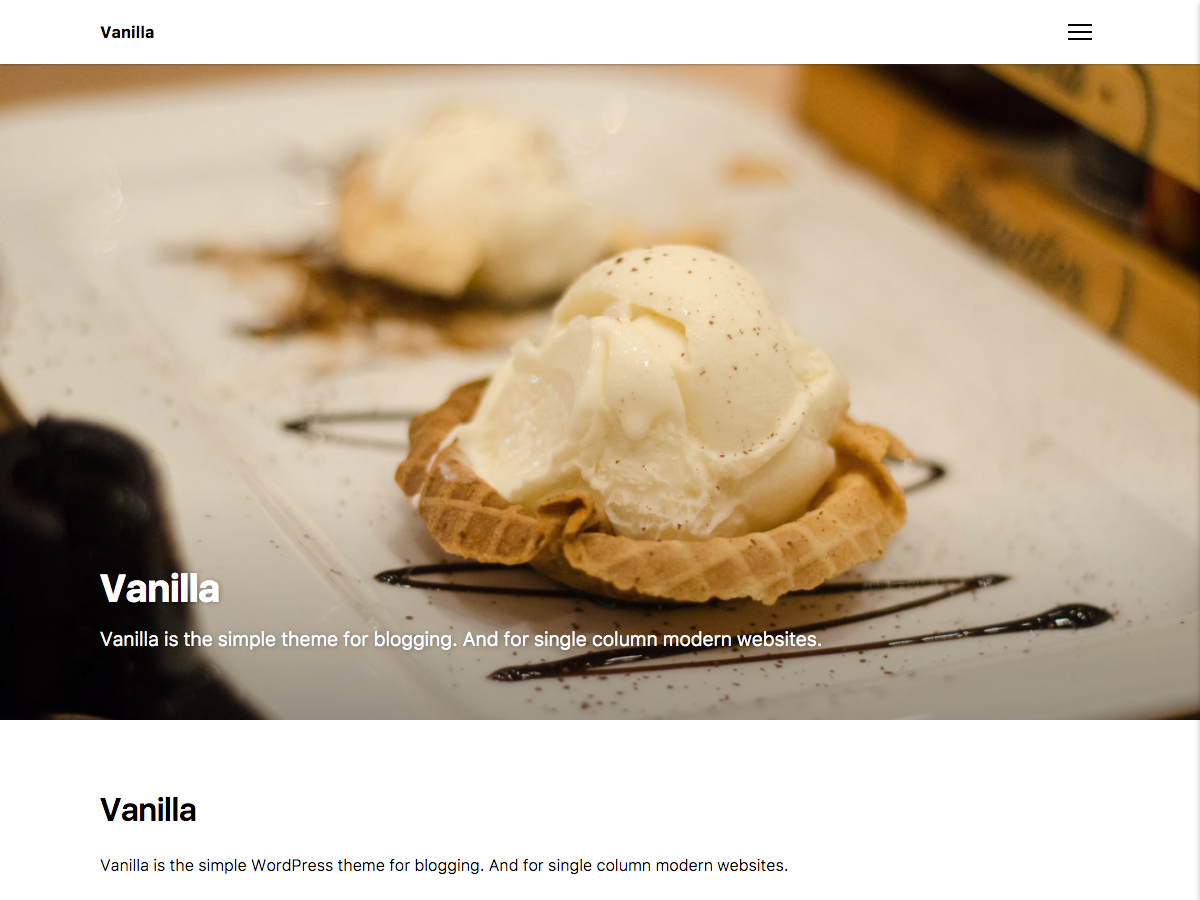 Vanilla
Vanilla
Vanilla is the simple theme for blogging. And for single column modern websites.
Vanilla
Vanilla is the simple WordPress theme for blogging. And for single column modern websites.